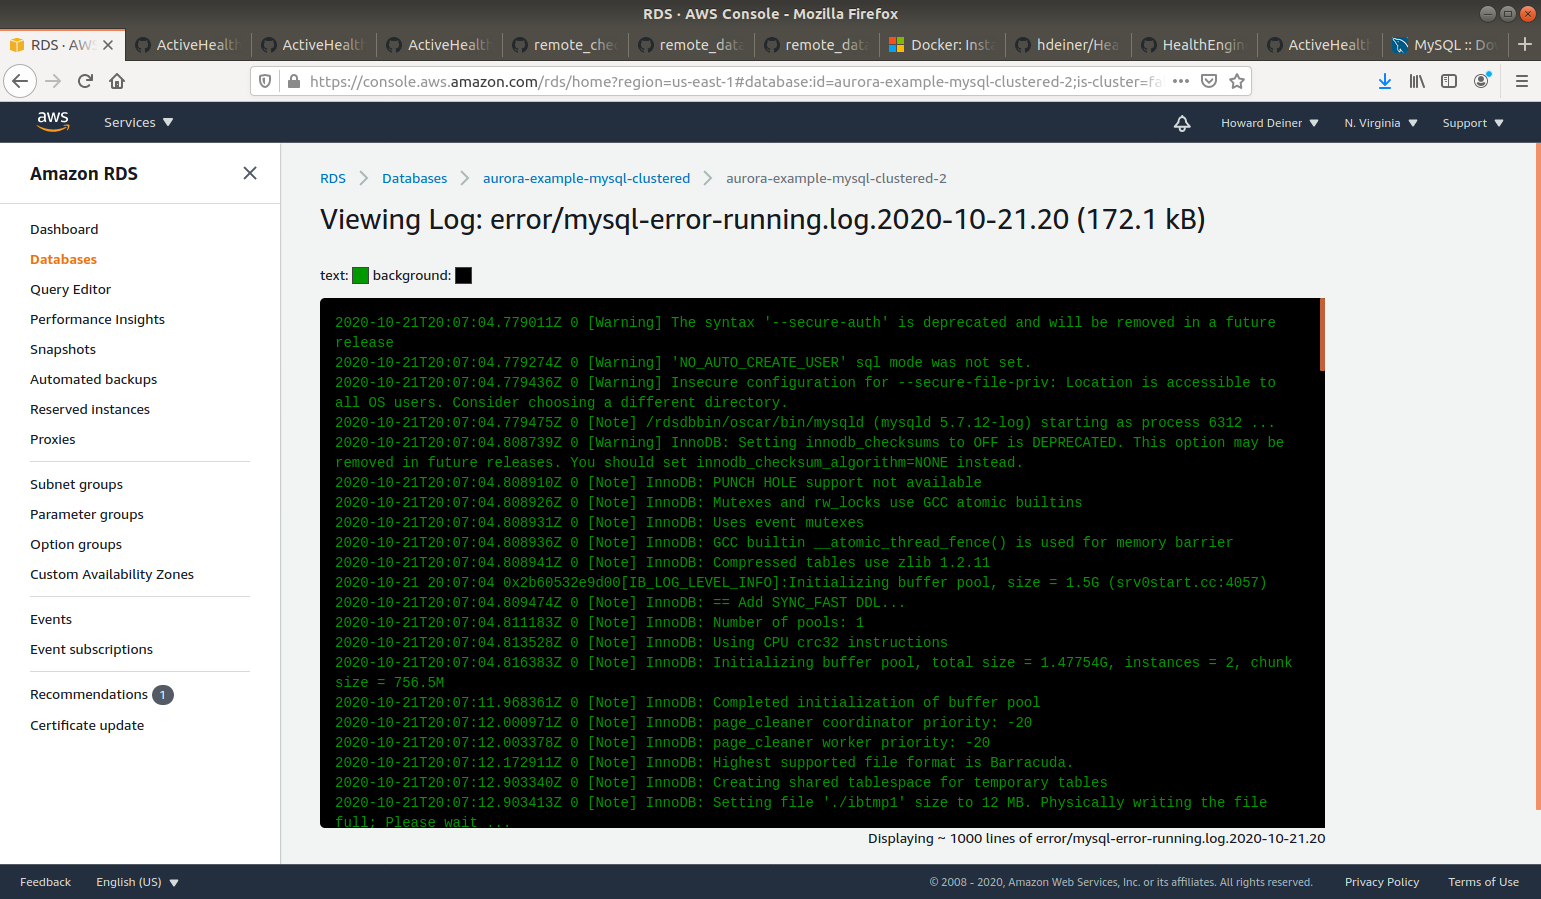 RDS · AWS Console - Mozilla Firefox
RDS · AWS
ActiveHealth
ActiveHealth
ActiveHealth
remote_che
remote_data
remote_data
Docker: Insta
hdeiner/Hea
HealthEngin
ActiveHealth
MySQL :: Do
https://console.aws.amazon.com/rds/home?region=us-east-1#database:id=aurora-example-mysql-clustered-2;is-cluster=fa
aws
Services
Howard Deiner
N. Virginia
Support
Amazon RDS
Dashboard
Databases
Query Editor
Performance Insights
Snapshots
Automated backups
Reserved instances
Proxies
Subnet groups
Parameter groups
Option groups
Custom Availability Zones
Events
Event subscriptions
Recommendations 1
Certificate update
RDS > Databases > aurora-example-mysql-clustered > aurora-example-mysql-clustered-2
Viewing Log: error/mysql-error-running.log.2020-10-21.20 (172.1 kB)
text: background:
2020-10-21T20:07:04.779011Z 0 [Warning] The syntax '--secure-auth' is deprecated and will be removed in a future
release
2020-10-21T20:07:04.779274Z 0 [Warning] 'NO_AUTO_CREATE_USER' sql mode was not set.
2020-10-21T20:07:04.779436Z 0 [Warning] Insecure configuration for --secure-file-priv: Location is accessible to
all OS users. Consider choosing a different directory.
2020-10-21T20:07:04.779475Z 0 [Note] /rdsdbbin/oscar/bin/mysqld (mysqld 5.7.12-log) starting as process 6312 ...
2020-10-21T20:07:04.808739Z 0 [Warning] InnoDB: Setting innodb_checksums to OFF is DEPRECATED. This option may be
removed in future releases. You should set innodb_checksum_algorithm=NONE instead.
2020-10-21T20:07:04.808910Z 0 [Note] InnoDB: PUNCH HOLE support not available
2020-10-21T20:07:04.808926Z 0 [Note] InnoDB: Mutexes and rw_locks use GCC atomic builtins
2020-10-21T20:07:04.808931Z 0 [Note] InnoDB: Uses event mutexes
2020-10-21T20:07:04.808936Z 0 [Note] InnoDB: GCC builtin __atomic_thread_fence() is used for memory barrier
2020-10-21T20:07:04.808941Z 0 [Note] InnoDB: Compressed tables use zlib 1.2.11
2020-10-21 20:07:04 0x2b60532e9d00[IB_LOG_LEVEL_INFO]:Initializing buffer pool, size = 1.5G (srv0start.cc:4057)
2020-10-21T20:07:04.809474Z 0 [Note] InnoDB: == Add SYNC_FAST DDL...
2020-10-21T20:07:04.811183Z 0 [Note] InnoDB: Number of pools: 1
2020-10-21T20:07:04.813528Z 0 [Note] InnoDB: Using CPU crc32 instructions
2020-10-21T20:07:04.816383Z 0 [Note] InnoDB: Initializing buffer pool, total size = 1.47754G, instances = 2, chunk
size = 756.5M
2020-10-21T20:07:11.968361Z 0 [Note] InnoDB: Completed initialization of buffer pool
2020-10-21T20:07:12.000971Z 0 [Note] InnoDB: page_cleaner coordinator priority: -20
2020-10-21T20:07:12.003378Z 0 [Note] InnoDB: page_cleaner worker priority: -20
2020-10-21T20:07:12.172911Z 0 [Note] InnoDB: Highest supported file format is Barracuda.
2020-10-21T20:07:12.903340Z 0 [Note] InnoDB: Creating shared tablespace for temporary tables
2020-10-21T20:07:12.903413Z 0 [Note] InnoDB: Setting file './ibtmp1' size to 12 MB. Physically writing the file
full; Please wait ...
Displaying ~ 1000 lines of error/mysql-error-running.log.2020-10-21.20
Feedback
English (US)
© 2008 - 2020, Amazon Web Services, Inc. or its affiliates. All rights reserved.
Privacy Policy
Terms of Use